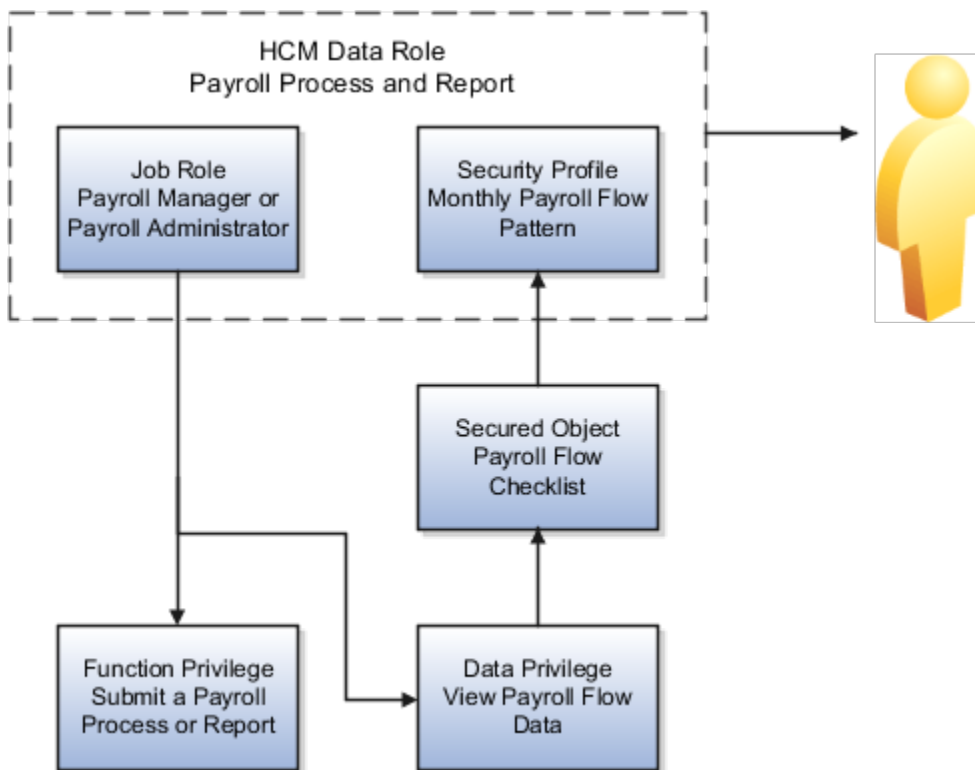 HCM Data Role
Payroll Process and Report
Job Role
Payroll Manager or
Payroll Administrator
Security Profile
Monthly Payroll Flow
Pattern
Secured Object
Payroll Flow
Checklist
Function Privilege
Submit a Payroll
Process or Report
Data Privilege
View Payroll Flow
Data